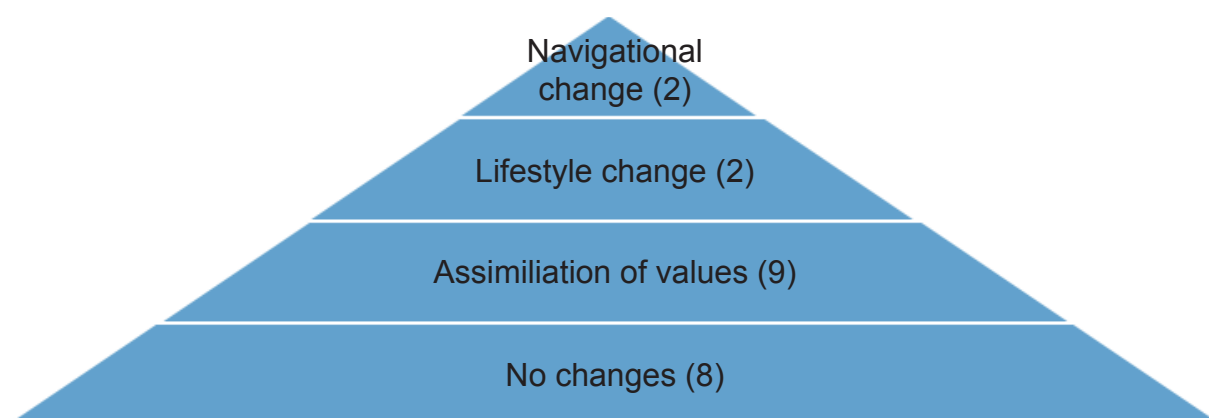 Navigational
change (2)
Lifestyle change (2)
Assimiliation of values (9)
No changes (8)